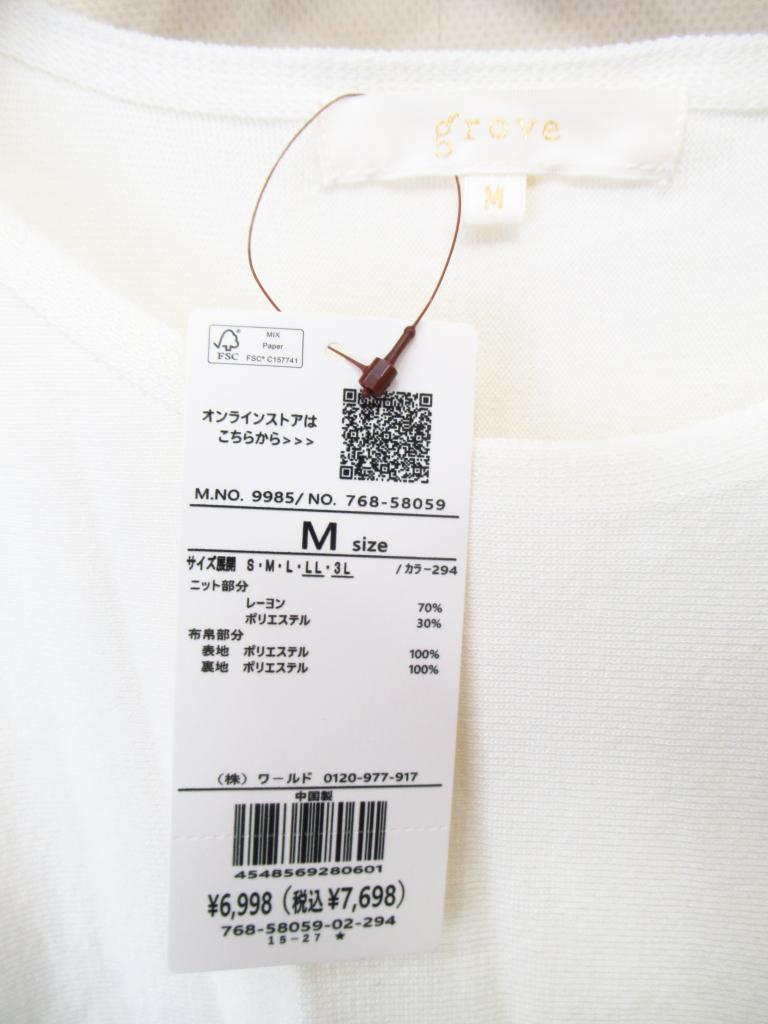 grove
M
MIX
Paper
FSC® C157741
FSC
オンラインストアは
こちらから>>>
M.NO. 9985/ NO. 768-58059
M size
サイズ展開 S・M・L・LL・3L /カラー294
ニット部分
レーヨン 70%
ポリエステル 30%
布帛部分
表地 ポリエステル 100%
裏地 ポリエステル 100%
(株) ワールド 0120-977-917
中国製
4548569280601
¥6,998 (税込¥7,698)
768-58059-02-294
15-27 ★